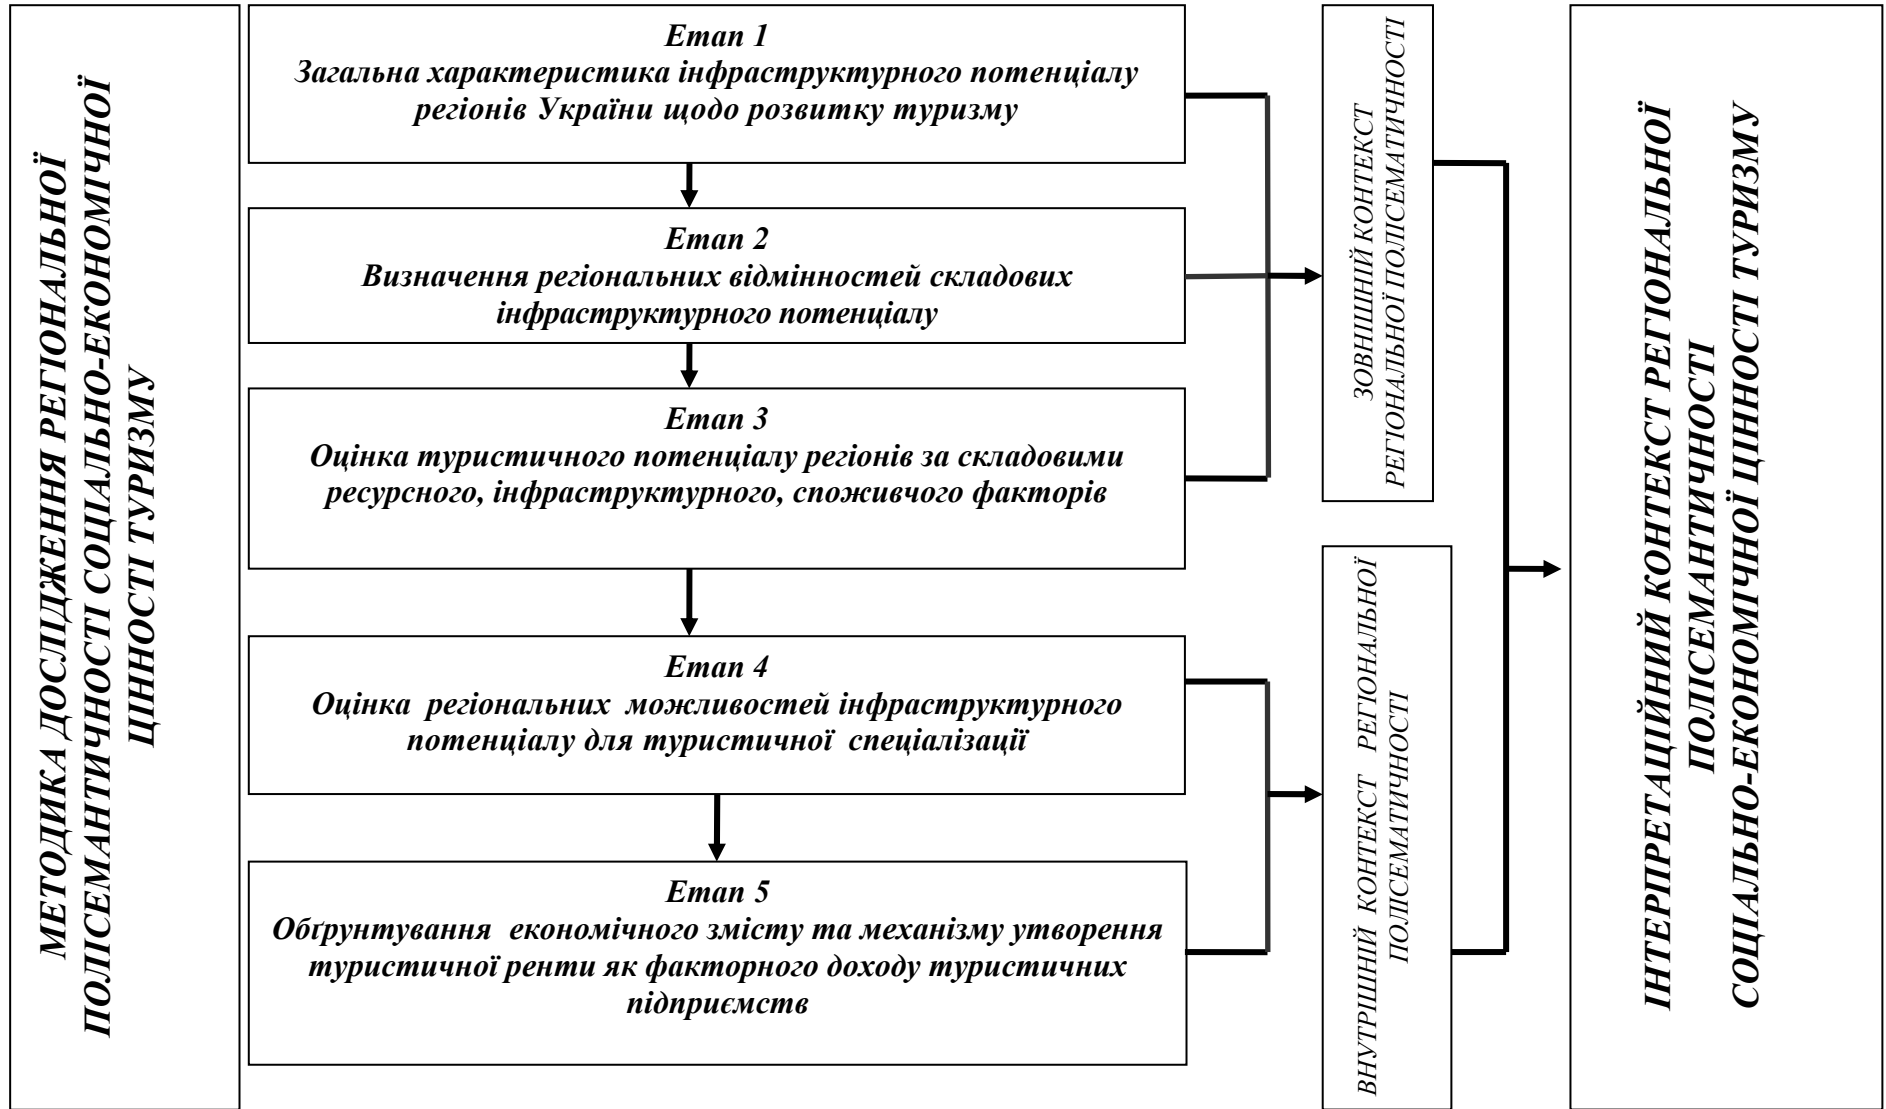 МЕТОДИКА ДОСЛІДЖЕННЯ РЕГІОНАЛЬНОЇ
ПОЛІСЕМАНТИЧНОСТІ СОЦІАЛЬНО-ЕКОНОМІЧНОЇ
ЦІННОСТІ ТУРИЗМУ
Етап 1
Загальна характеристика інфраструктурного потенціалу
регіонів України щодо розвитку туризму
Етап 2
Визначення регіональних відмінностей складових
інфраструктурного потенціалу
Етап 3
Оцінка туристичного потенціалу регіонів за складовими
ресурсного, інфраструктурного, споживчого факторів
Етап 4
Оцінка регіональних можливостей інфраструктурного
потенціалу для туристичної спеціалізації
Етап 5
Обґрунтування економічного змісту та механізму утворення
туристичної ренти як факторного доходу туристичних
підприємств
ЗОВНІШНІЙ КОНТЕКСТ
РЕГІОНАЛЬНОЇ ПОЛІСЕМАТИЧНОСТІ
ВНУТРІШНІЙ КОНТЕКСТ РЕГІОНАЛЬНОЇ
ПОЛІСЕМАТИЧНОСТІ
ІНТЕРПРЕТАЦІЙНИЙ КОНТЕКСТ РЕГІОНАЛЬНОЇ
ПОЛІСЕМАНТИЧНОСТІ
СОЦІАЛЬНО-ЕКОНОМІЧНОЇ ЦІННОСТІ ТУРИЗМУ